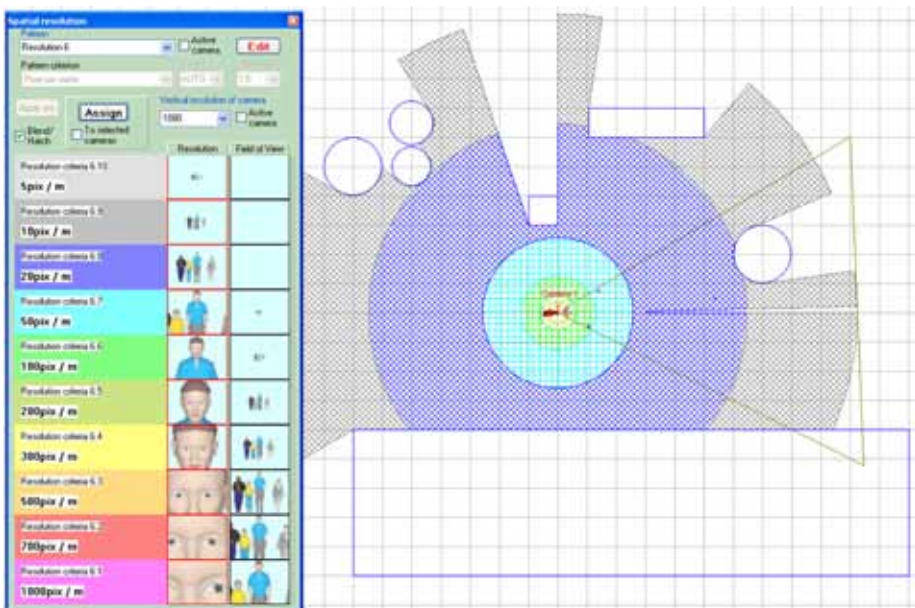 Spatial resolution
Pattern
Resolution 6
Active camera
Edit
Pattern criterion
Assign
Blend/ Hatch
To selected cameras
Vertical resolution of camera
1080
Active camera
Resolution
Field of View
Resolution criteria 6.10
5pix / m
Resolution criteria 6.9
10pix / m
Resolution criteria 6.8
20pix / m
Resolution criteria 6.7
50pix / m
Resolution criteria 6.6
100pix / m
Resolution criteria 6.5
200pix / m
Resolution criteria 6.4
300pix / m
Resolution criteria 6.3
500pix / m
Resolution criteria 6.2
700pix / m
Resolution criteria 6.1
1000pix / m